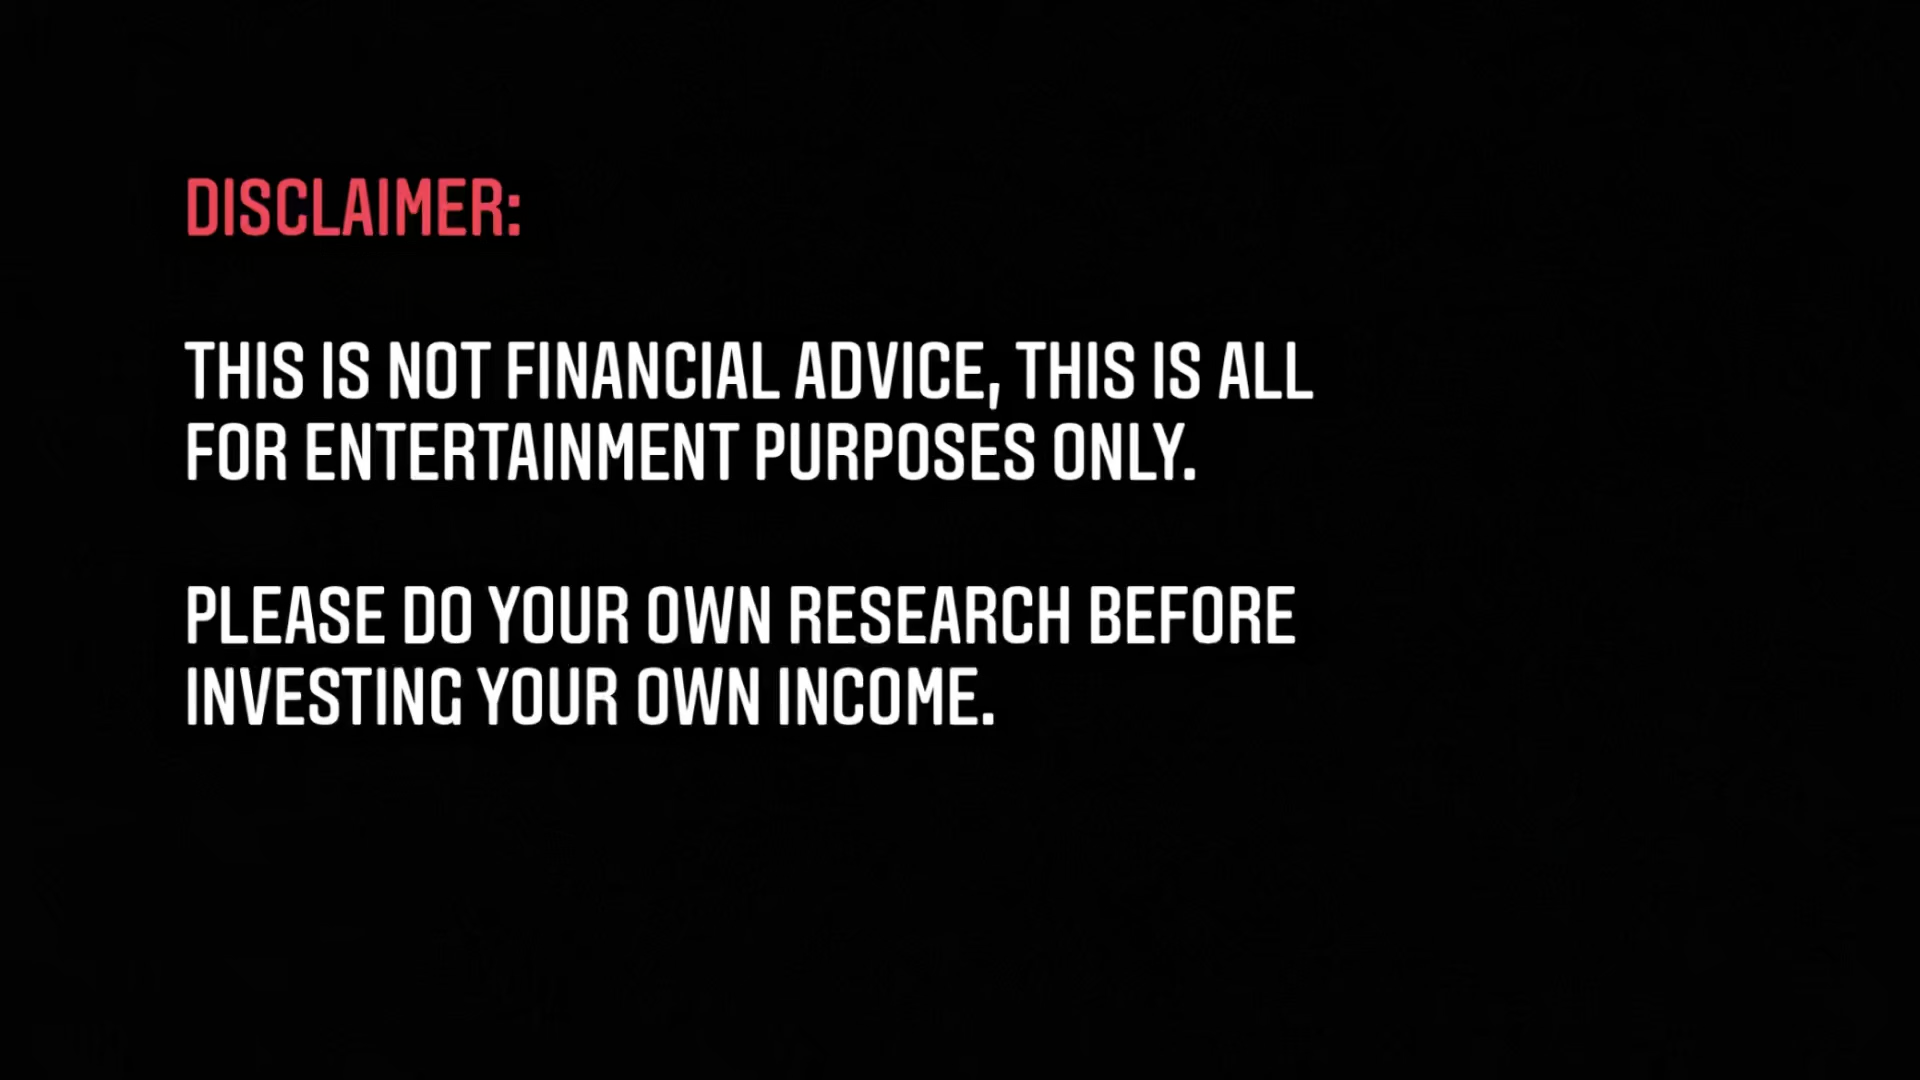 DISCLAIMER:
THIS IS NOT FINANCIAL ADVICE, THIS IS ALL
FOR ENTERTAINMENT PURPOSES ONLY.
PLEASE DO YOUR OWN RESEARCH BEFORE
INVESTING YOUR OWN INCOME.